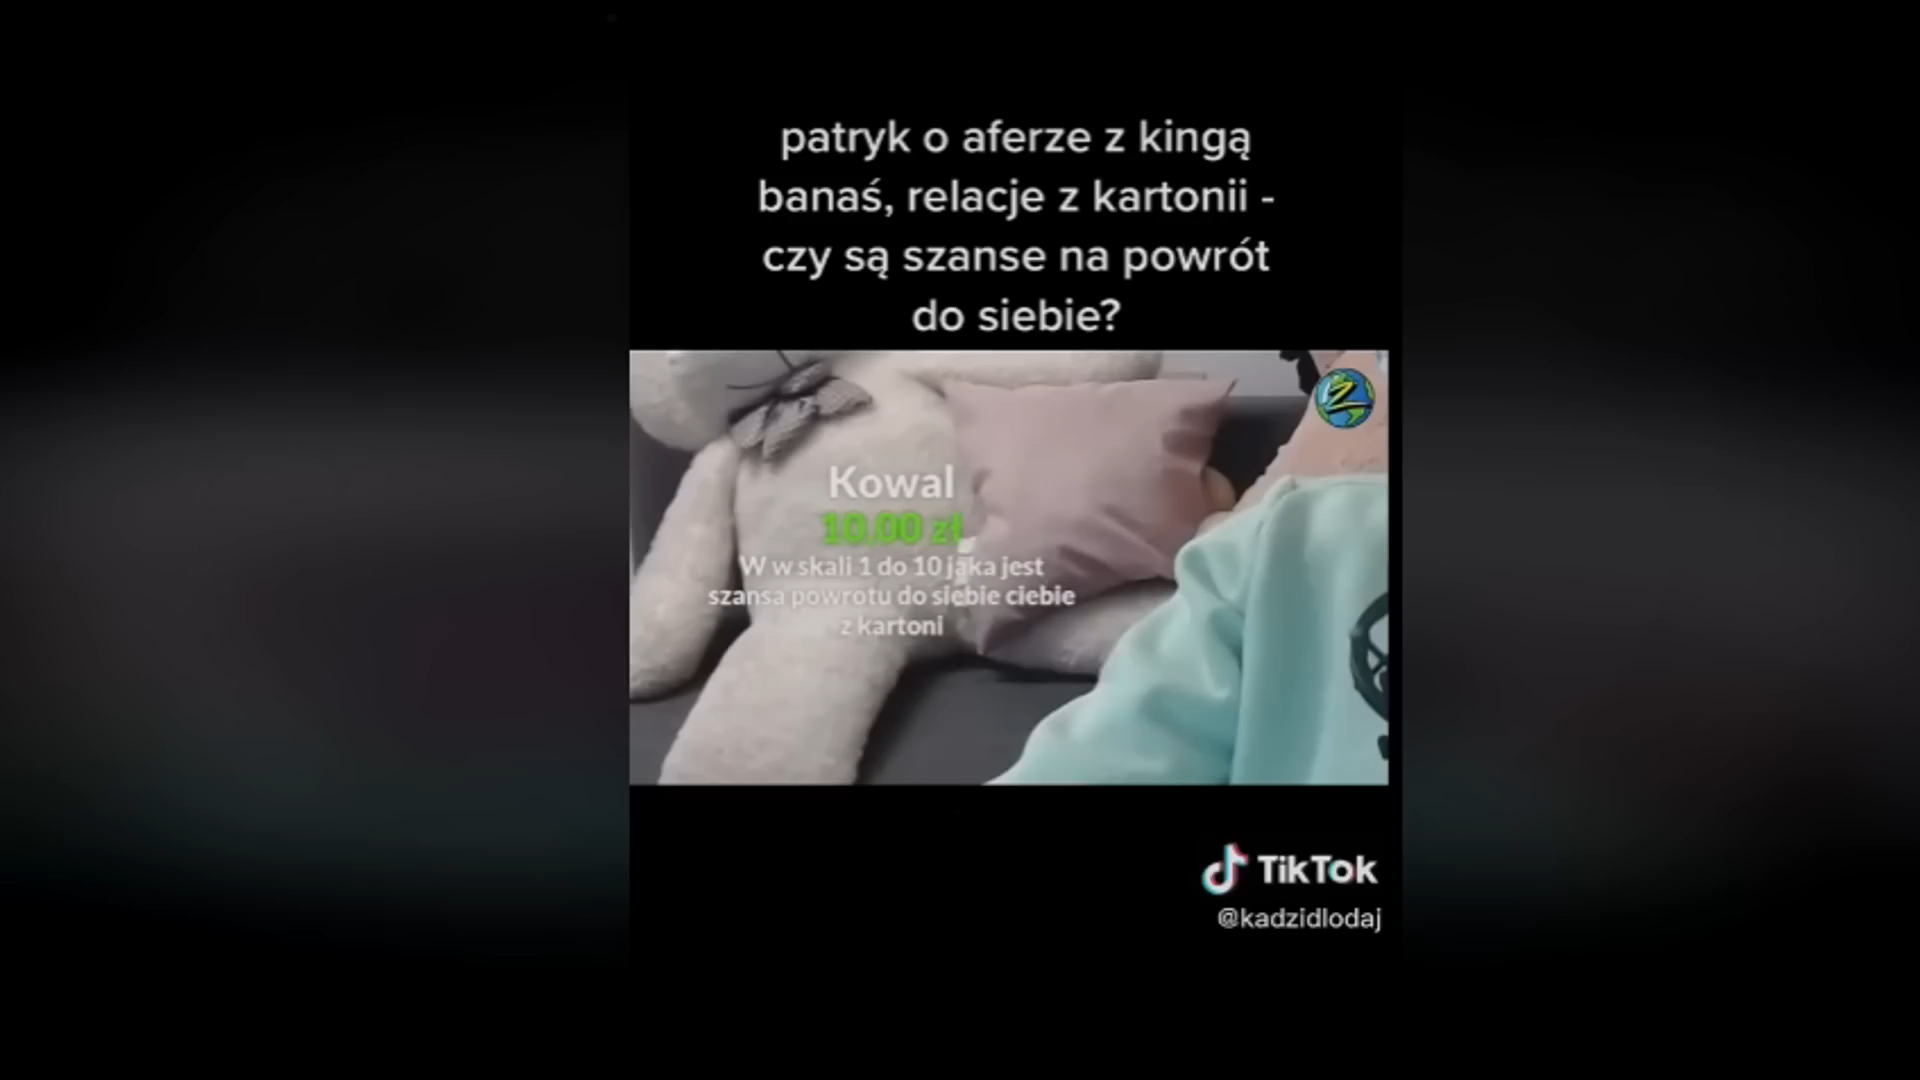 patryk o aferze z kingą
banaś, relacje z kartonii -
czy są szanse na powrót
do siebie?
Kowal
10,00 zł
W w skali 1 do 10 jaka jest
szansa powrotu do siebie ciebie
z kartoni
TikTok
@kadzidlodaj